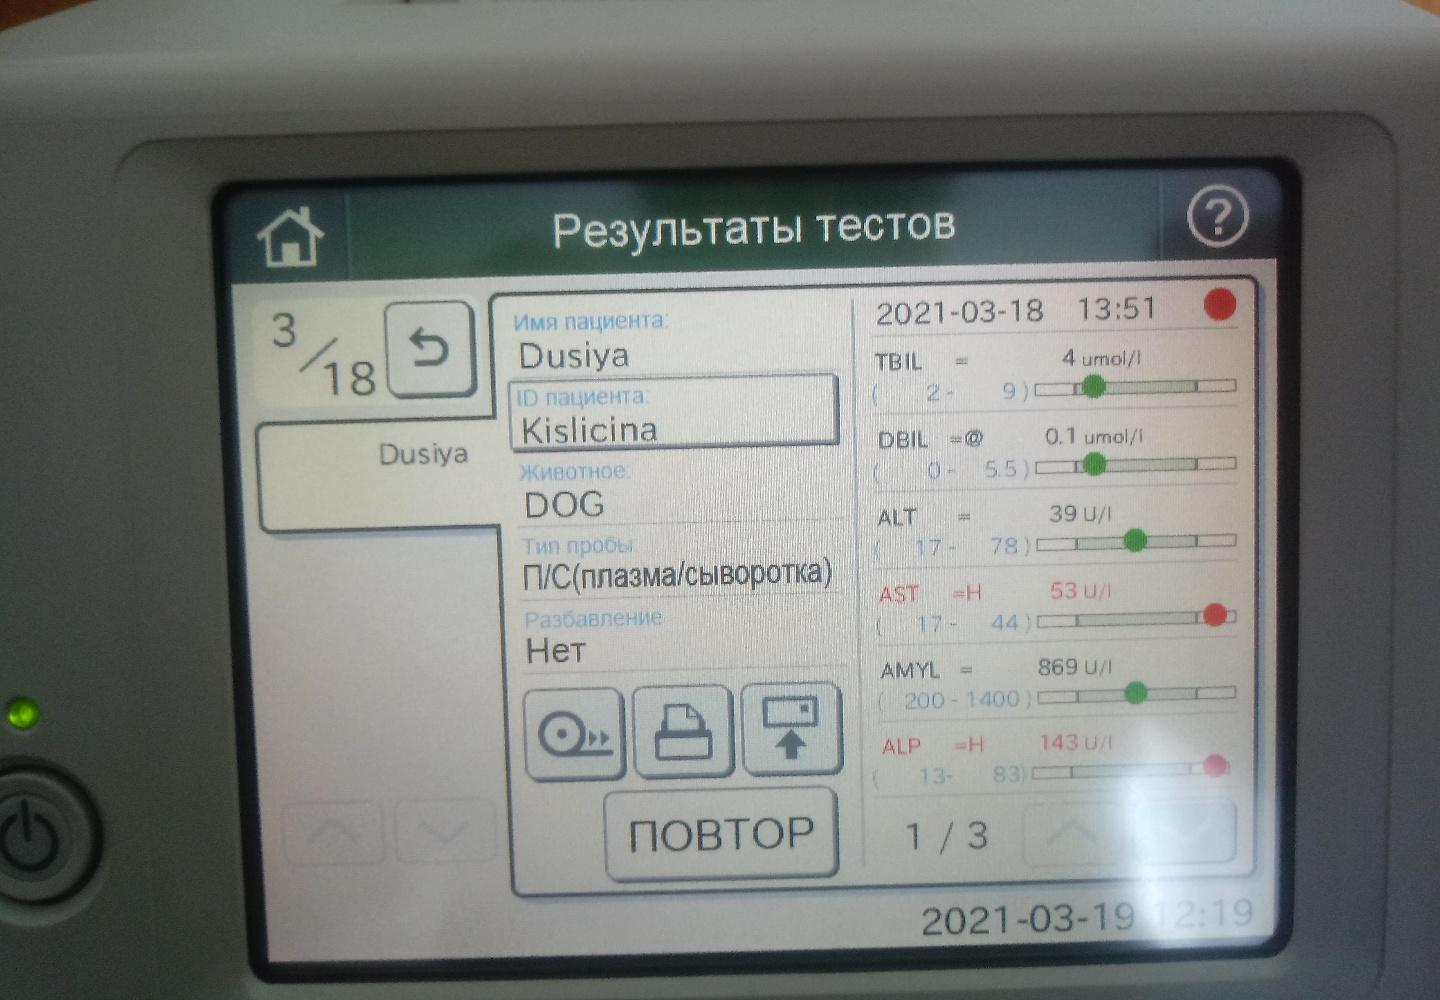 Результаты тестов
?
3/18
Dusiya
Имя пациента:
Dusiya
ID пациента:
Kislicina
Животное:
DOG
Тип пробы:
П/С(плазма/сыворотка)
Разбавление
Нет
ПОВТОР
2021-03-18 13:51
TBIL = 4 umol/l
( 2 - 9 )
DBIL =@ 0.1 umol/l
( 0 - 5.5 )
ALT = 39 U/l
( 17 - 78 )
AST =H 53 U/l
( 17 - 44 )
AMYL = 869 U/l
( 200 - 1400 )
ALP =H 143 U/l
( 13- 83)
1 / 3
2021-03-19 12:19